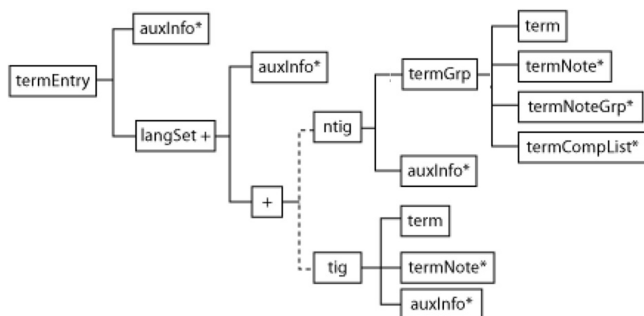 termEntry
auxInfo*
langSet +
auxInfo*
+
ntig
termGrp
term
termNote*
termNoteGrp*
termCompList*
auxInfo*
tig
term
termNote*
auxInfo*